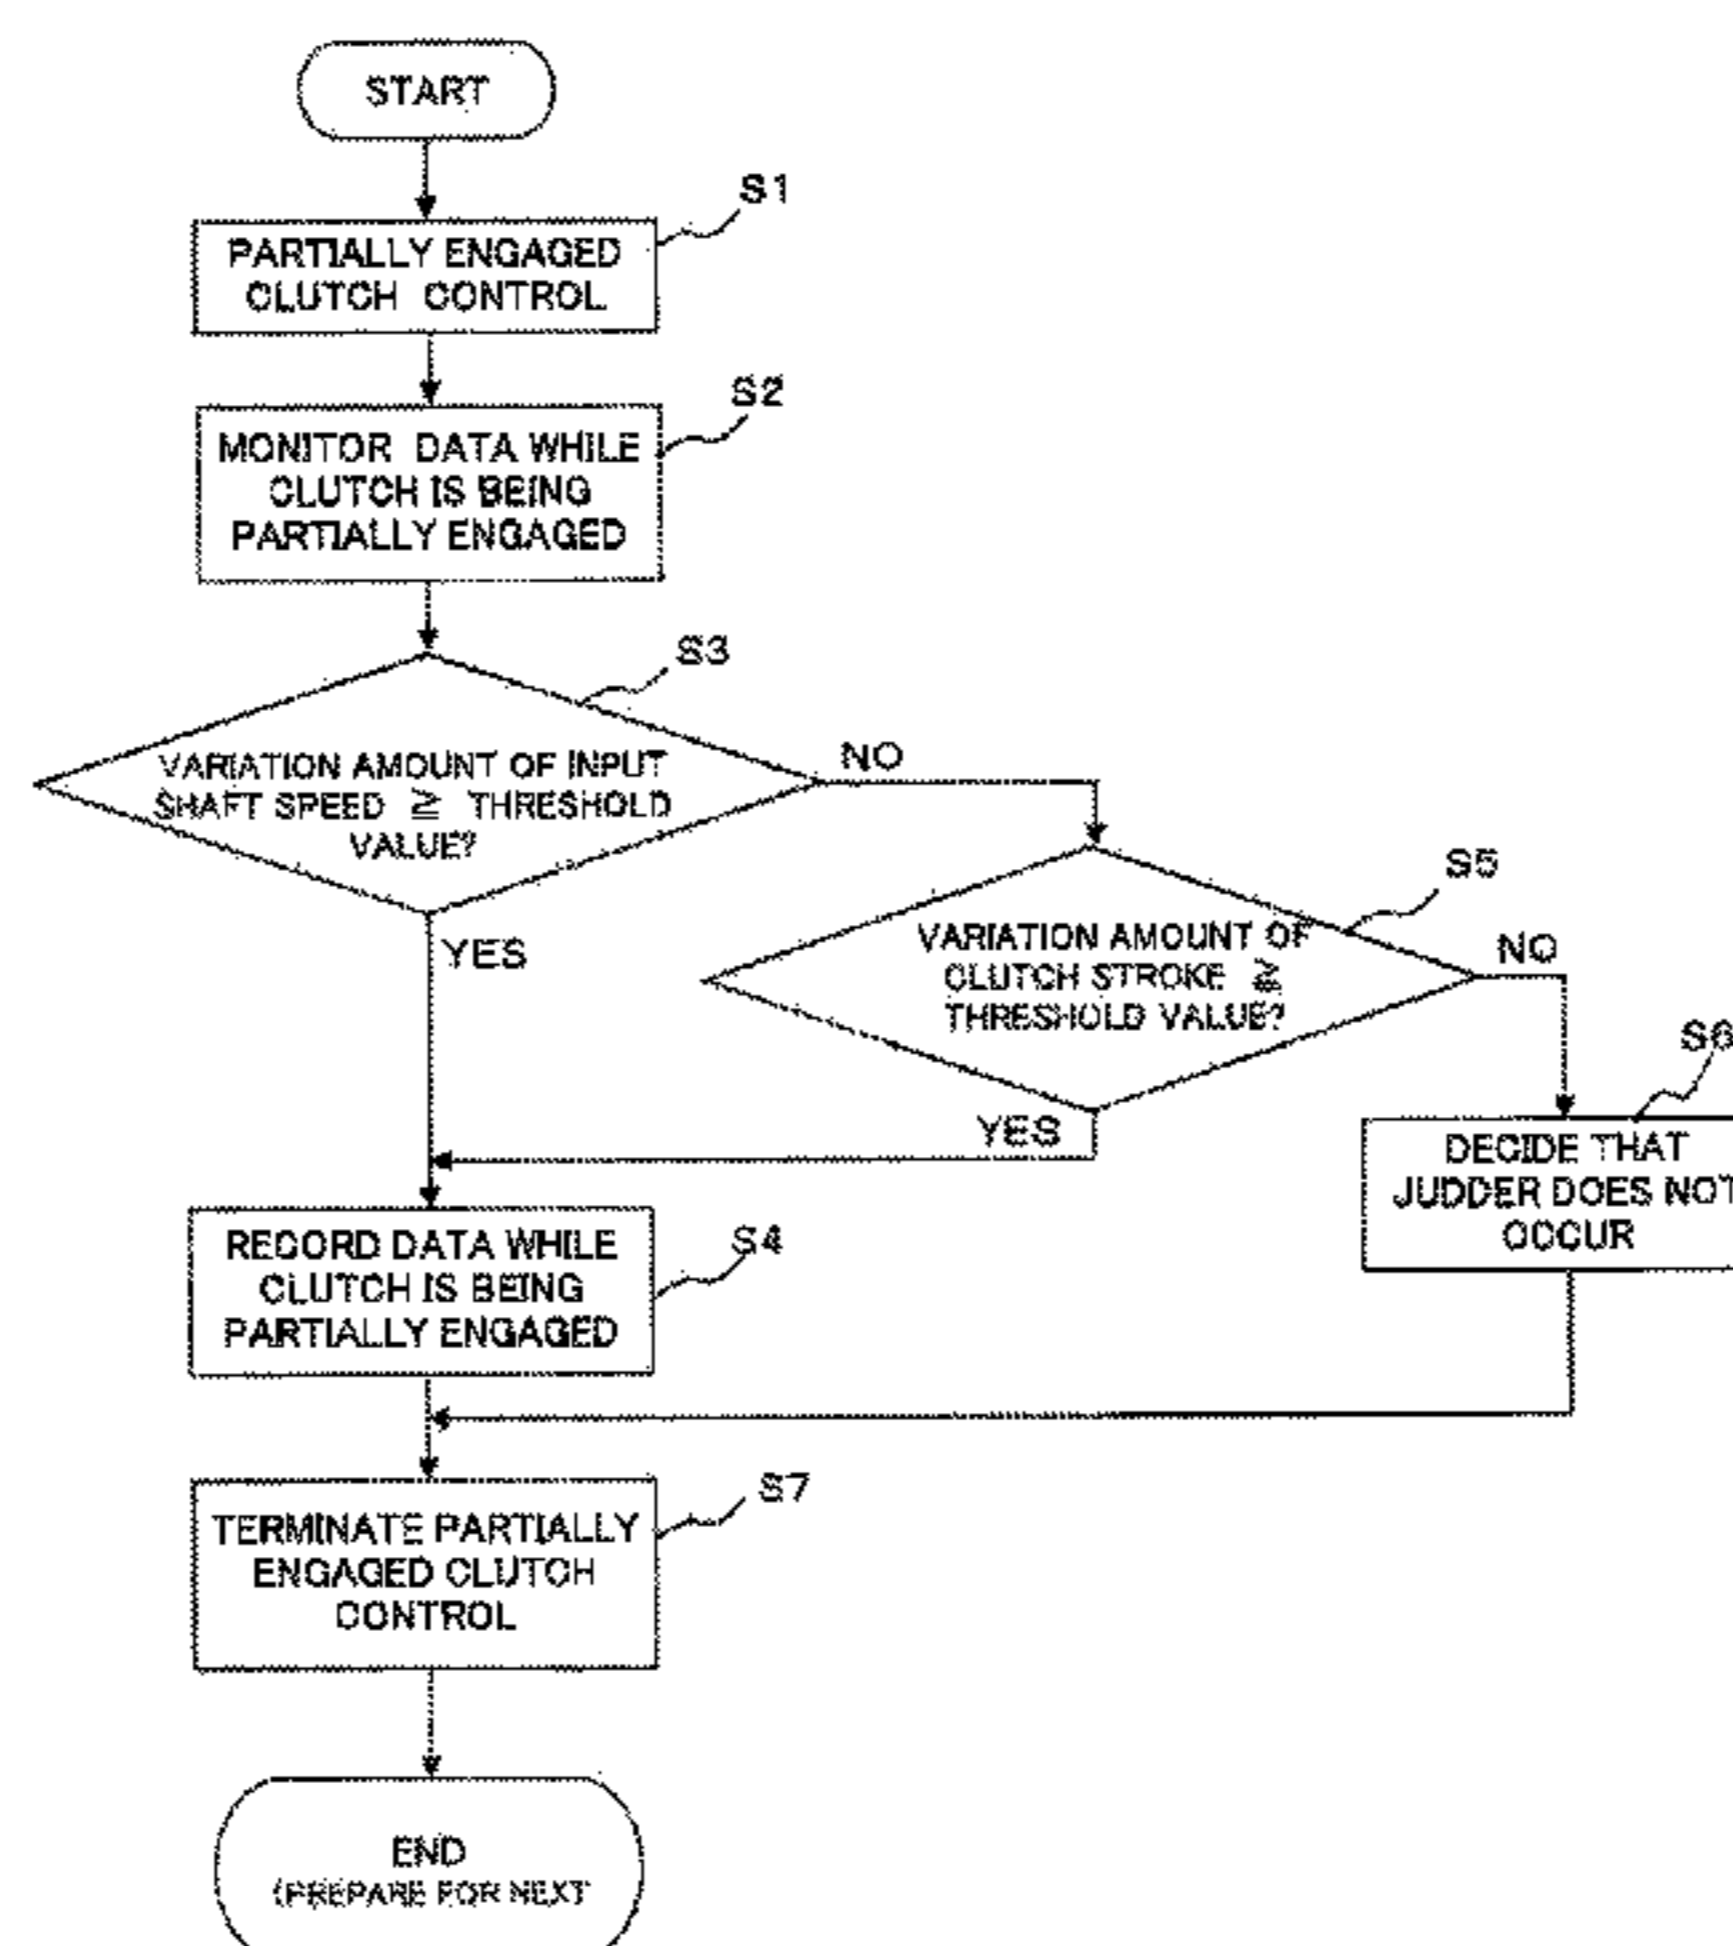 START
S1
PARTIALLY ENGAGED
CLUTCH CONTROL
S2
MONITOR DATA WHILE
CLUTCH IS BEING
PARTIALLY ENGAGED
S3
VARIATION AMOUNT OF INPUT
SHAFT SPEED ≧ THRESHOLD
VALUE?
NO
YES
S5
VARIATION AMOUNT OF
CLUTCH STROKE ≧
THRESHOLD VALUE?
NO
YES
S6
DECIDE THAT
JUDDER DOES NOT
OCCUR
S4
RECORD DATA WHILE
CLUTCH IS BEING
PARTIALLY ENGAGED
S7
TERMINATE PARTIALLY
ENGAGED CLUTCH
CONTROL
END
(PREPARE FOR NEXT